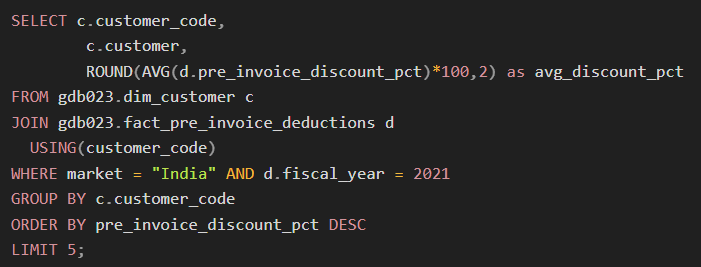 SELECT c.customer_code,
c.customer,
ROUND(AVG(d.pre_invoice_discount_pct)*100,2) as avg_discount_pct
FROM gdb023.dim_customer c
JOIN gdb023.fact_pre_invoice_deductions d
USING(customer_code)
WHERE market = "India" AND d.fiscal_year = 2021
GROUP BY c.customer_code
ORDER BY pre_invoice_discount_pct DESC
LIMIT 5;